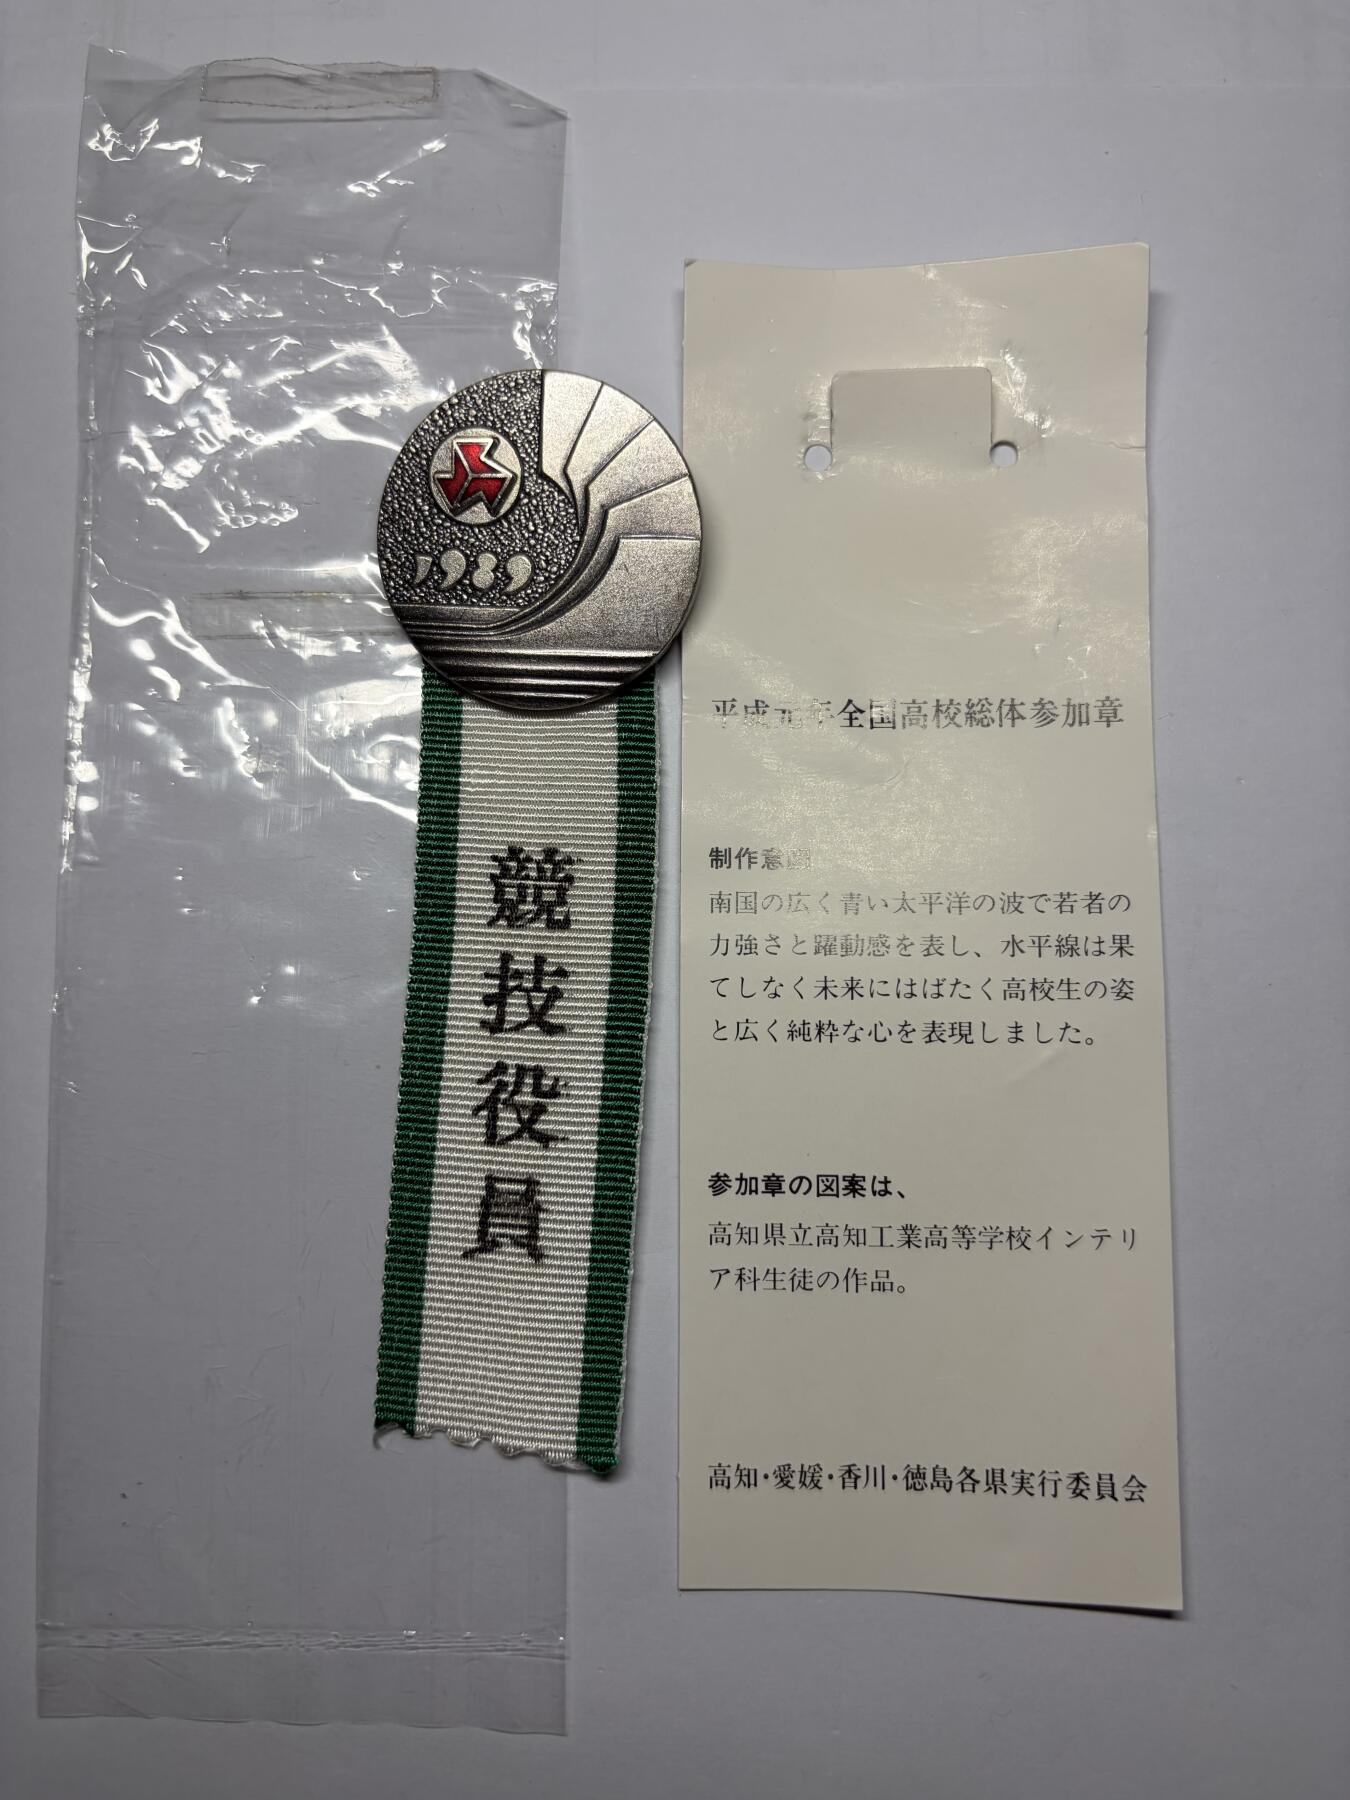 1989
競技役員
平成元年全国高校総体参加章
制作意図
南国の広く青い太平洋の波で若者の
力強さと躍動感を表し、水平線は果
てしなく未来にはばたく高校生の姿
と広く純粋な心を表現しました。
参加章の図案は、
高知県立高知工業高等学校インテリ
ア科生徒の作品。
高知・愛媛・香川・徳島各県実行委員会